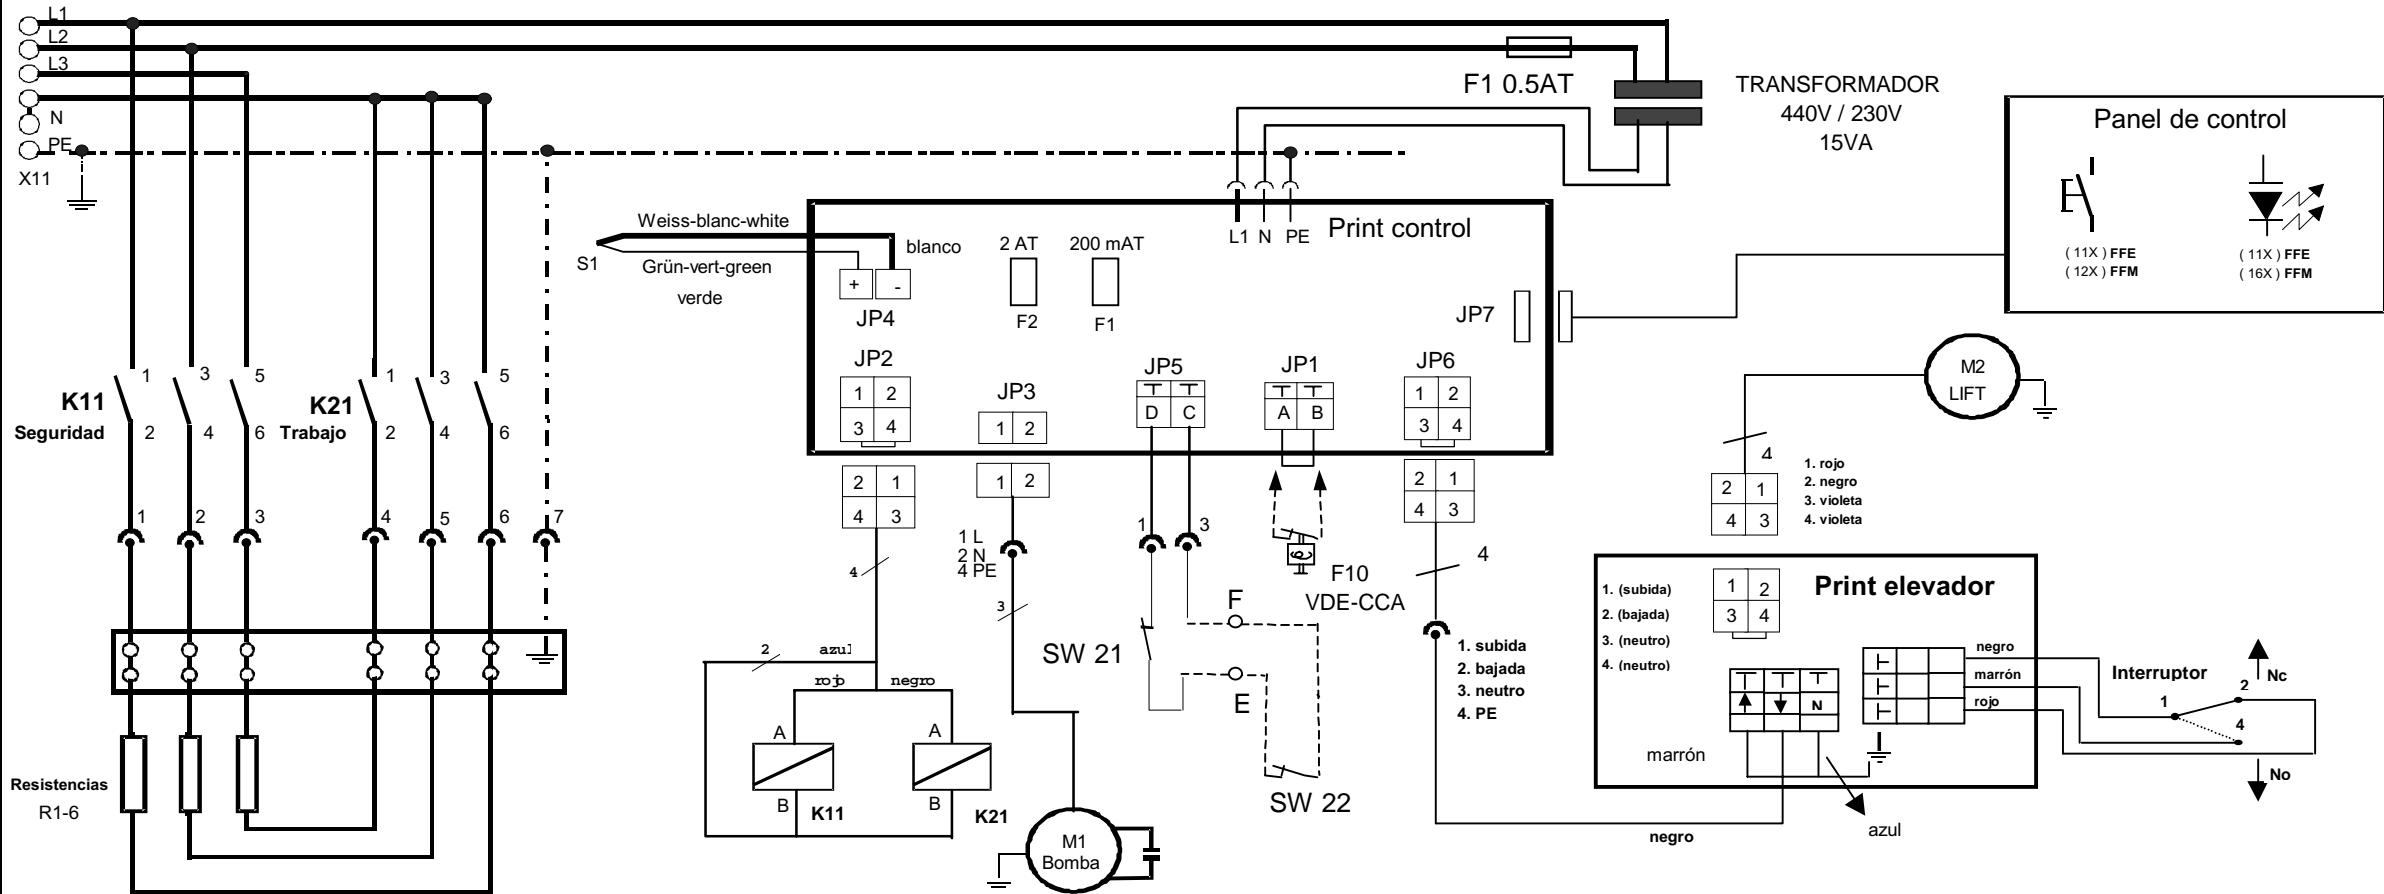 L1
L2
L3
N
PE
X11
F1 0.5AT
TRANSFORMADOR
440V / 230V
15VA
Panel de control
( 11X ) FFE
( 12X ) FFM
( 11X ) FFE
( 16X ) FFM
Weiss-blanc-white
S1
Grün-vert-green
verde
blanco
+ -
JP4
2 AT
F2
200 mAT
F1
L1 N PE
Print control
JP7
JP2
1 2
3 4
JP3
1 2
JP5
D C
JP1
A B
JP6
1 2
3 4
K11
Seguridad
1 3 5
2 4 6
K21
Trabajo
1 3 5
2 4 6
1 2 3 4 5 6 7
Resistencias
R1-6
2 1
4 3
4
2
azul
rojo
negro
A
B
K11
A
B
K21
1 2
1 L
2 N
4 PE
3
M1
Bomba
1 3
SW 21
F
E
SW 22
F10
VDE-CCA
2 1
4 3
4
1. subida
2. bajada
3. neutro
4. PE
negro
M2
LIFT
4
2 1
4 3
1. rojo
2. negro
3. violeta
4. violeta
1. (subida)
2. (bajada)
3. (neutro)
4. (neutro)
1 2
3 4
Print elevador
N
marrón
azul
negro
marrón
rojo
Interruptor
1
2
4
Nc
No